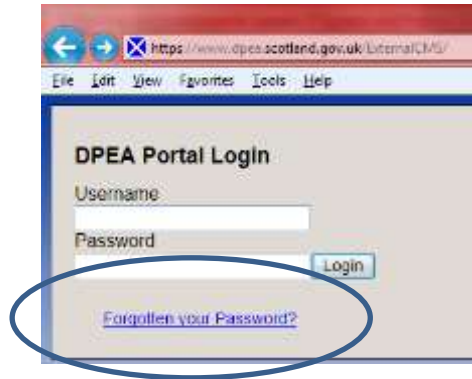 https://www.dpea.scotland.gov.uk/ExternalCMS/
File Edit View Favorites Tools Help
DPEA Portal Login
Username
Password
Login
Forgotten your Password?